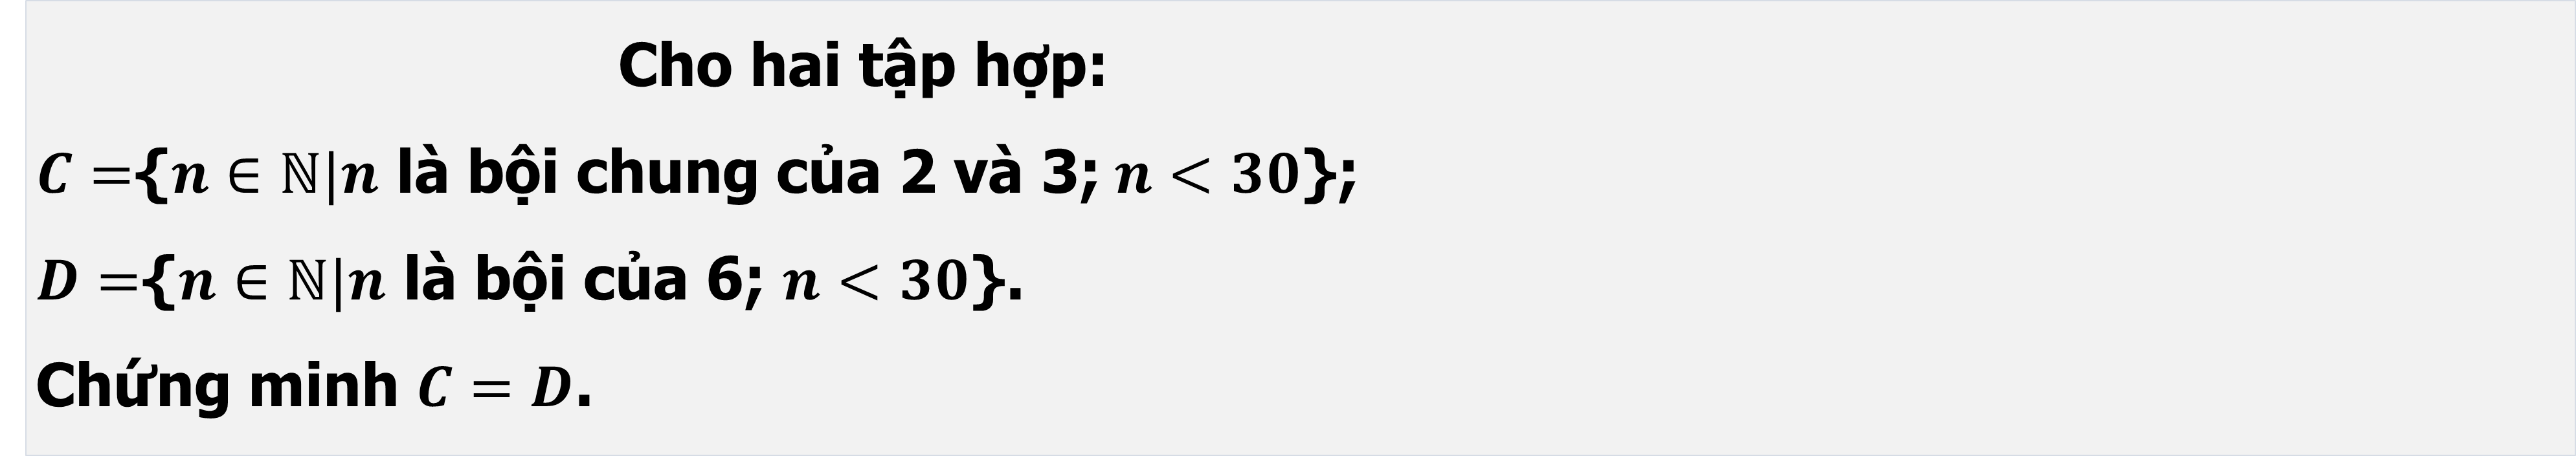 Cho hai tập hợp:
C ={n ∈ ℕ|n là bội chung của 2 và 3; n < 30};
D ={n ∈ ℕ|n là bội của 6; n < 30}.
Chứng minh C = D.